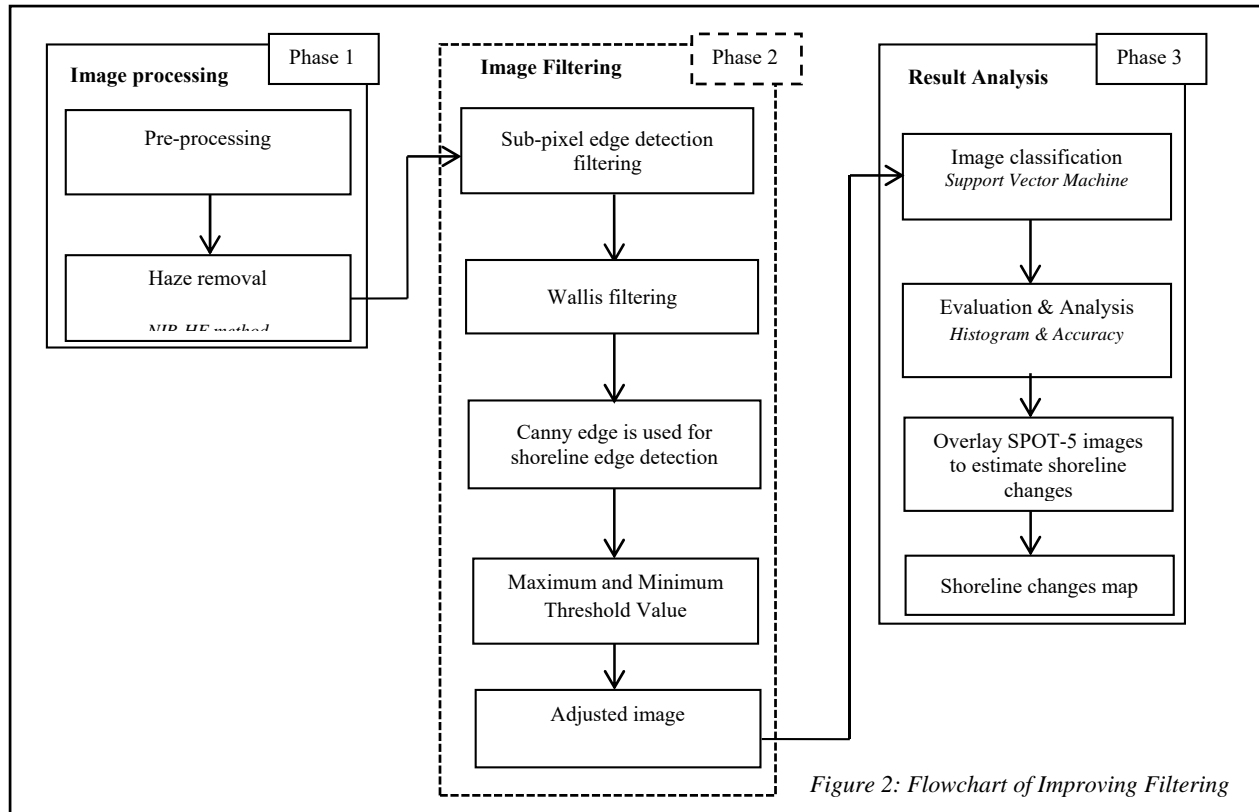 Phase 1
Image processing
Pre-processing
Haze removal
Phase 2
Image Filtering
Sub-pixel edge detection
filtering
Wallis filtering
Canny edge is used for
shoreline edge detection
Maximum and Minimum
Threshold Value
Adjusted image
Phase 3
Result Analysis
Image classification
Support Vector Machine
Evaluation & Analysis
Histogram & Accuracy
Overlay SPOT-5 images
to estimate shoreline
changes
Shoreline changes map
Figure 2: Flowchart of Improving Filtering